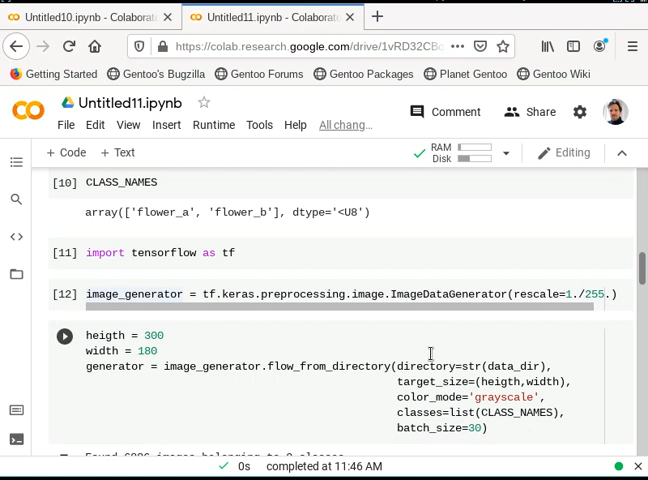 Untitled10.ipynb - Colaborat
Untitled11.ipynb - Colaborat
https://colab.research.google.com/drive/1vRD32CBc
Getting Started
Gentoo's Bugzilla
Gentoo Forums
Gentoo Packages
Planet Gentoo
Gentoo Wiki
Untitled11.ipynb
Comment
Share
File Edit View Insert Runtime Tools Help All chang...
+ Code + Text
RAM
Disk
Editing
[10] CLASS_NAMES
array(['flower_a', 'flower_b'], dtype='<U8')
[11] import tensorflow as tf
[12] image_generator = tf.keras.preprocessing.image.ImageDataGenerator(rescale=1./255.)
heigth = 300
width = 180
generator = image_generator.flow_from_directory(directory=str(data_dir),
target_size=(heigth,width),
color_mode='grayscale',
classes=list(CLASS_NAMES),
batch_size=30)
0s completed at 11:46 AM